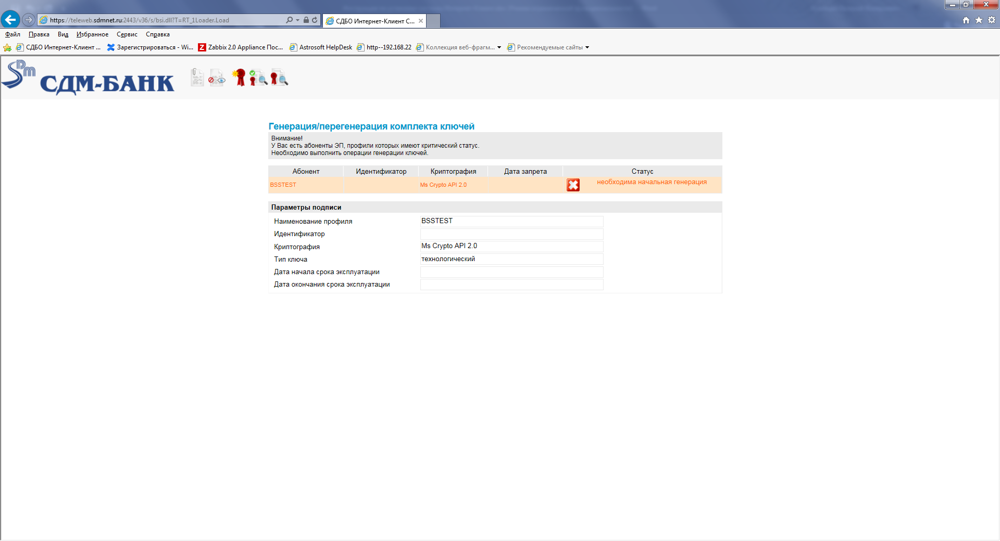 https://teleweb.sdmnet.ru:2443/v36/s/bsi.dll?T=RT_1Loader.Load
СДБО Интернет-Клиент С...
Файл Правка Вид Избранное Сервис Справка
СДБО Интернет-Клиент ... Зарегистрироваться - Wi... Z Zabbix 2.0 Appliance Пос... Astrosoft HelpDesk http--192.168.22 Коллекция веб-фрагм... Рекомендуемые сайты
SDM СДМ-БАНК
Генерация/перегенерация комплекта ключей
Внимание!
У Вас есть абоненты ЭП, профили которых имеют критический статус.
Необходимо выполнить операции генерации ключей.
Абонент Идентификатор Криптография Дата запрета Статус
BSSTEST Ms Crypto API 2.0 необходима начальная генерация
Параметры подписи
Наименование профиля BSSTEST
Идентификатор
Криптография Ms Crypto API 2.0
Тип ключа технологический
Дата начала срока эксплуатации
Дата окончания срока эксплуатации